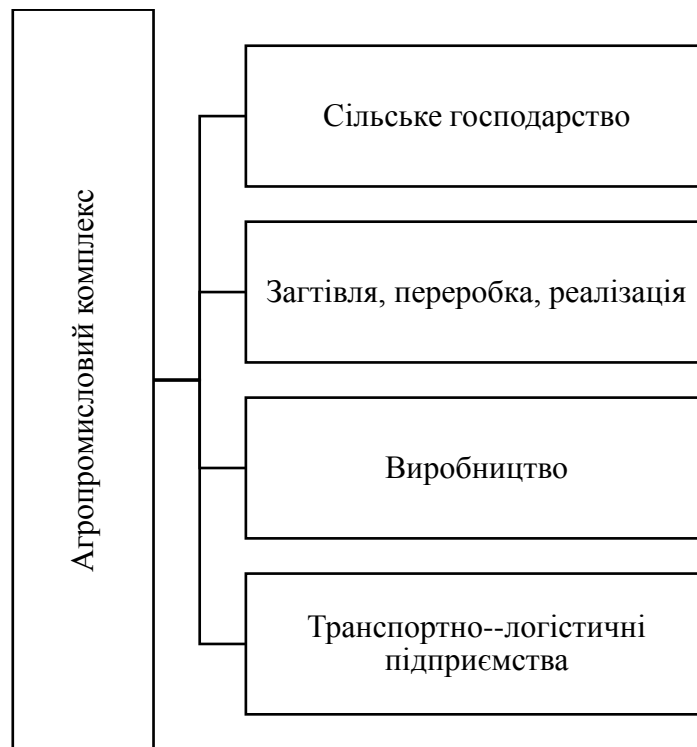 Агропромисловий комплекс
Сільське господарство
Загтівля, переробка, реалізація
Виробництво
Транспортно--логістичні
підприємства